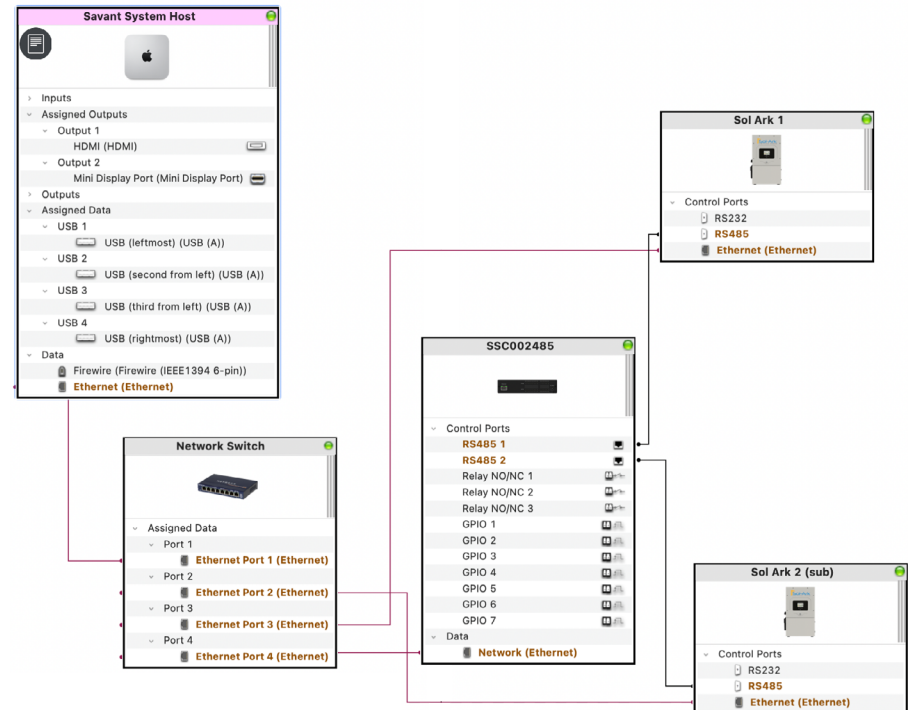 Savant System Host
Inputs
Assigned Outputs
Output 1
HDMI (HDMI)
Output 2
Mini Display Port (Mini Display Port)
Outputs
Assigned Data
USB 1
USB (leftmost) (USB (A))
USB 2
USB (second from left) (USB (A))
USB 3
USB (third from left) (USB (A))
USB 4
USB (rightmost) (USB (A))
Data
Firewire (Firewire (IEEE1394 6-pin))
Ethernet (Ethernet)
Network Switch
Assigned Data
Port 1
Ethernet Port 1 (Ethernet)
Port 2
Ethernet Port 2 (Ethernet)
Port 3
Ethernet Port 3 (Ethernet)
Port 4
Ethernet Port 4 (Ethernet)
SSC002485
Control Ports
RS485 1
RS485 2
Relay NO/NC 1
Relay NO/NC 2
Relay NO/NC 3
GPIO 1
GPIO 2
GPIO 3
GPIO 4
GPIO 5
GPIO 6
GPIO 7
Data
Network (Ethernet)
Sol Ark 1
Control Ports
RS232
RS485
Ethernet (Ethernet)
Sol Ark 2 (sub)
Control Ports
RS232
RS485
Ethernet (Ethernet)